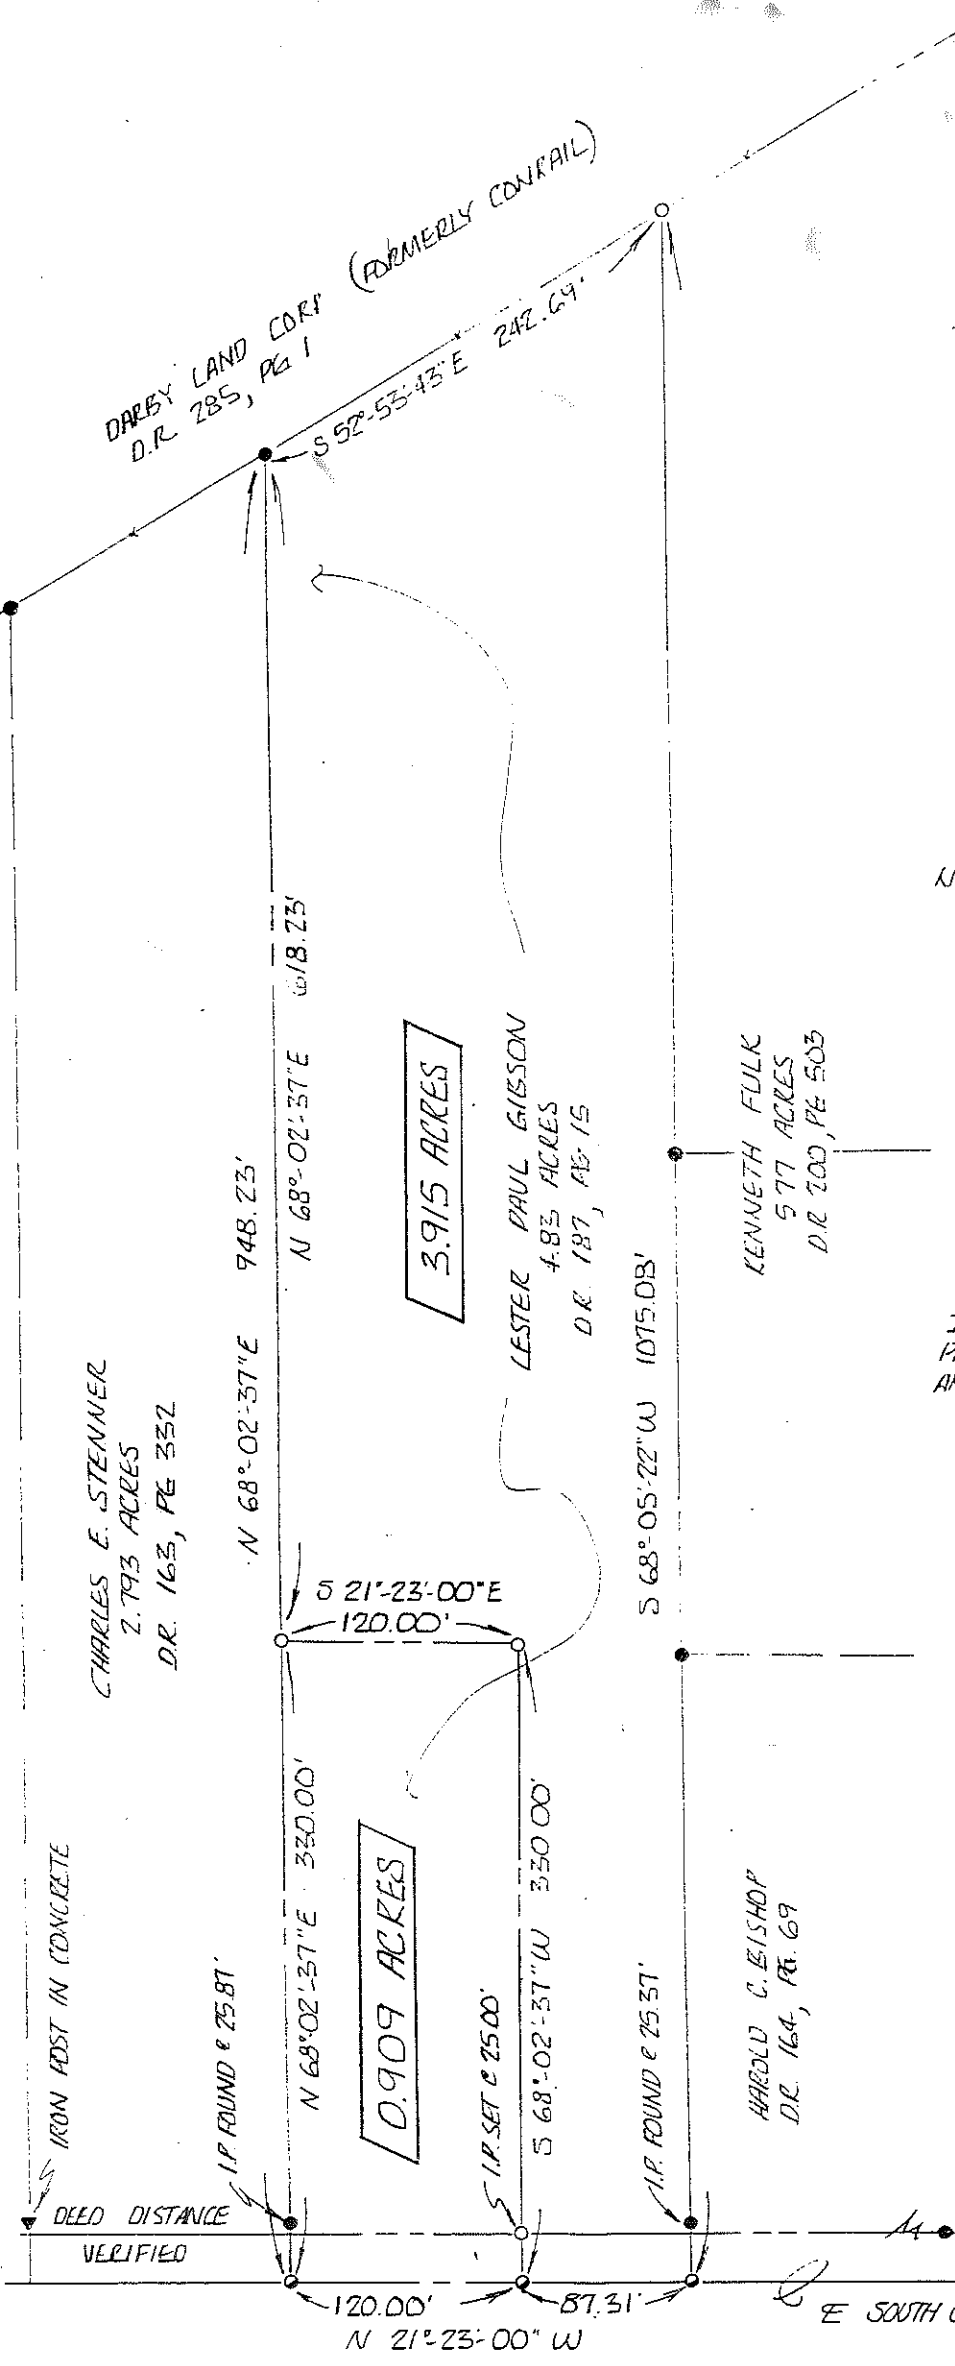 DARBY LAND CORP (FORMERLY CONRAIL)
D.R. 285, PG 1
S 52°-53'-43" E 242.69'
N 68°-02'-37" E 618.23'
N 68°-02'-37" E 948.23'
3.915 ACRES
LESTER PAUL GIBSON
4.83 ACRES
D.R. 187, PG. 15
S 68°-05'-22" W 1075.08'
KENNETH FULK
5.77 ACRES
D.R. 200, PG 503
CHARLES E. STENNER
2.793 ACRES
D.R. 163, PG 332
S 21°-23'-00" E
120.00'
IRON POST IN CONCRETE
I.P. FOUND @ 25.87'
N 68°-02'-37" E 330.00'
0.909 ACRES
I.P. SET @ 25.00'
S 68°-02'-37" W 330.00'
I.P. FOUND @ 25.37'
HAROLD C. BISHOP
D.R. 164, PG. 69
DEED DISTANCE
VERIFIED
120.00'
87.31'
N 21°-23'-00" W
SOUTH